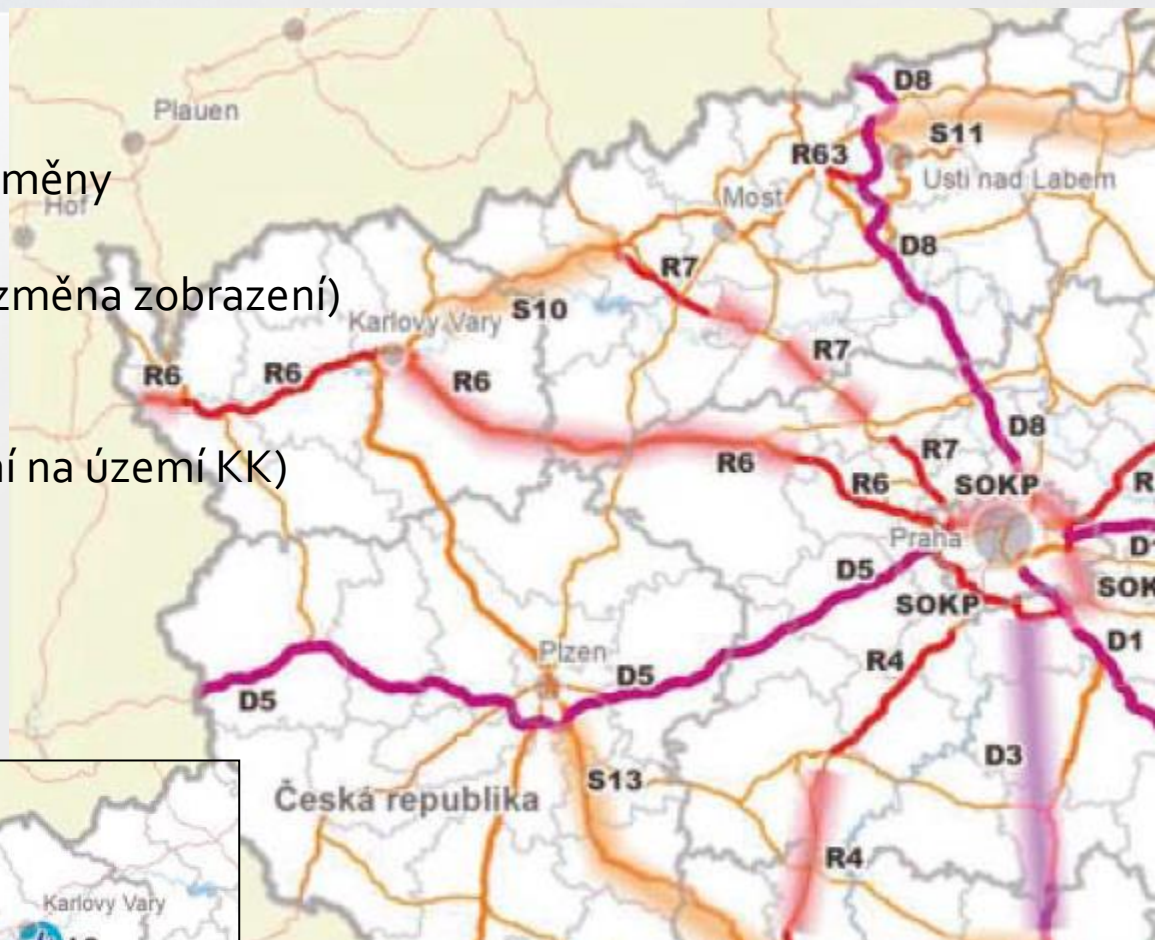 D8
Plauen
S11
R63
Usti nad Labem
měny
Most
Hof
D8
R7
změna zobrazení)
S10
Karlovy Vary
R7
R6
R6
R6
D8
R7
R6
ní na území KK)
R6
SOKP
Praha
D5
SOKP
D1
Plzen
R4
D5
D5
D3
S13
Česká republika
R4
Karlovy Vary